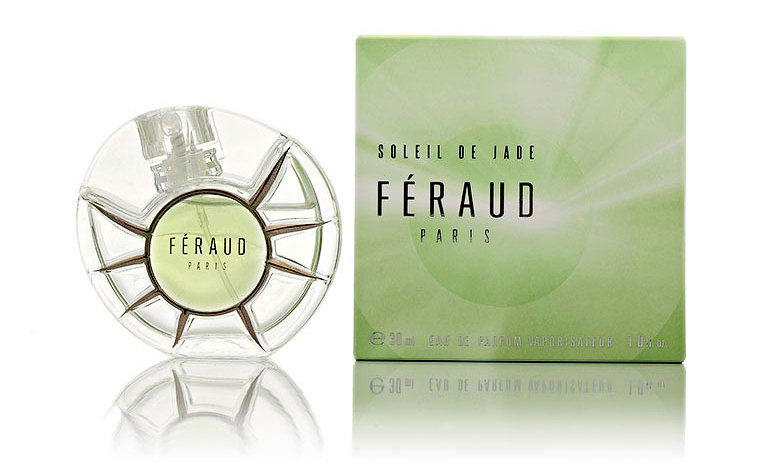 FÉRAUD
PARIS
SOLEIL DE JADE
FÉRAUD
PARIS
℮ 30 ml EAU DE PARFUM VAPORISATEUR 1.0 fl. oz.